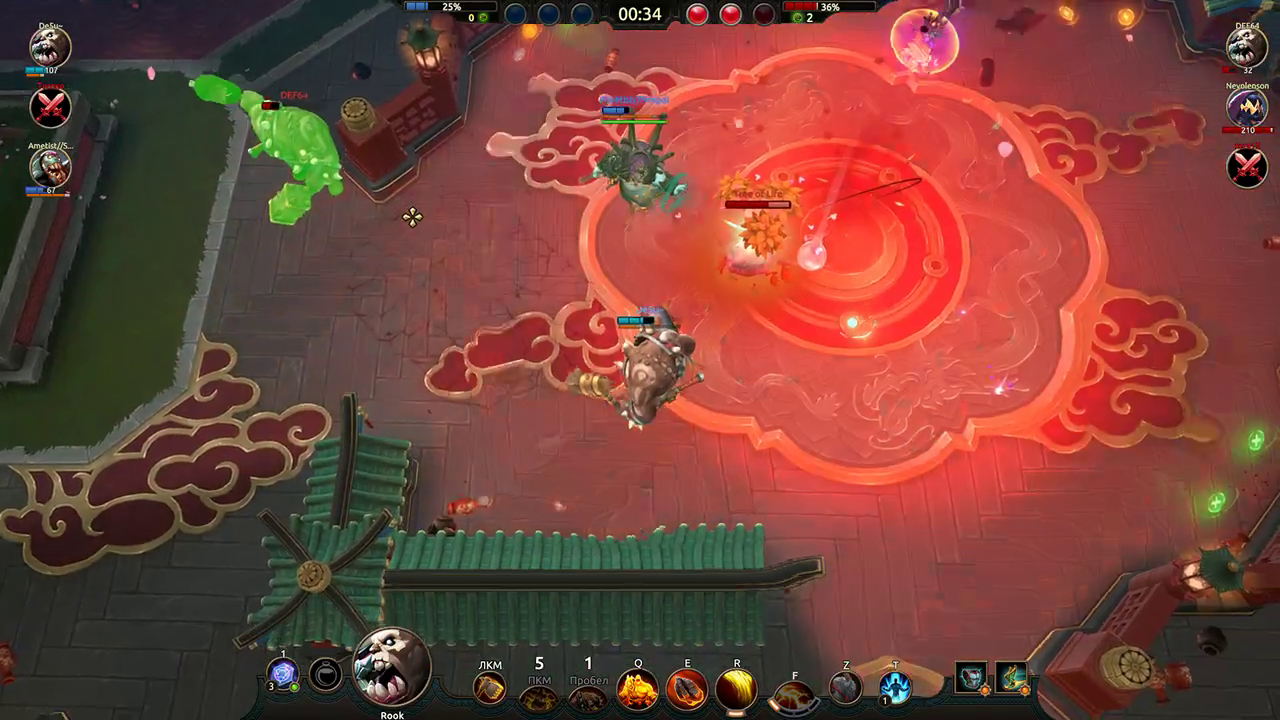 25%
0
00:34
36%
2
De5u~
107
Ametist//S...
67
DEF64
32
Nevolenson
210
DEF64
Tree of Life
1
3
Rook
ЛКМ
5
ПКМ
1
Пробел
Q
E
R
F
Z
T
1